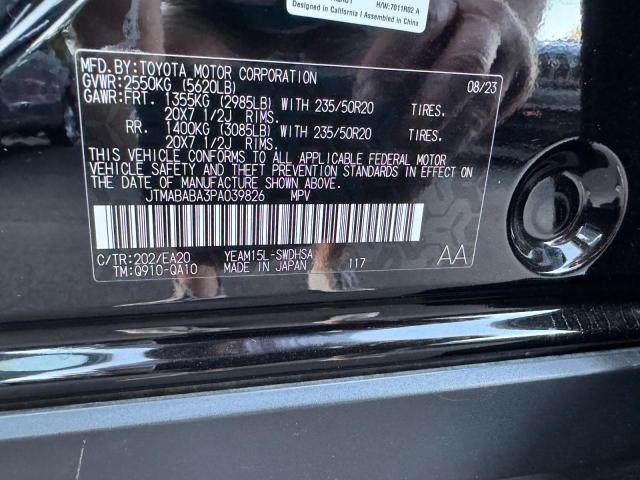 Designed in California | Assembled in China
H/W:7011R02 A
MFD. BY: TOYOTA MOTOR CORPORATION 08/23
GVWR: 2550KG (5620LB)
GAWR: FRT. 1355KG (2985LB) WITH 235/50R20 TIRES.
20X7 1/2J RIMS.
RR. 1400KG (3085LB) WITH 235/50R20 TIRES.
20X7 1/2J RIMS.
THIS VEHICLE CONFORMS TO ALL APPLICABLE FEDERAL MOTOR
VEHICLE SAFETY AND THEFT PREVENTION STANDARDS IN EFFECT ON
THE DATE OF MANUFACTURE SHOWN ABOVE.
JTMABABA3PA039826 MPV
C/TR:202/EA20 YEAM15L-SWDHSA
TM:Q910-QA10 MADE IN JAPAN 117 AA